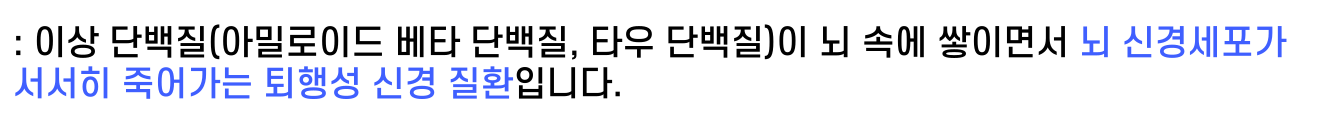 : 이상 단백질(아밀로이드 베타 단백질, 타우 단백질)이 뇌 속에 쌓이면서 뇌 신경세포가
서서히 죽어가는 퇴행성 신경 질환입니다.